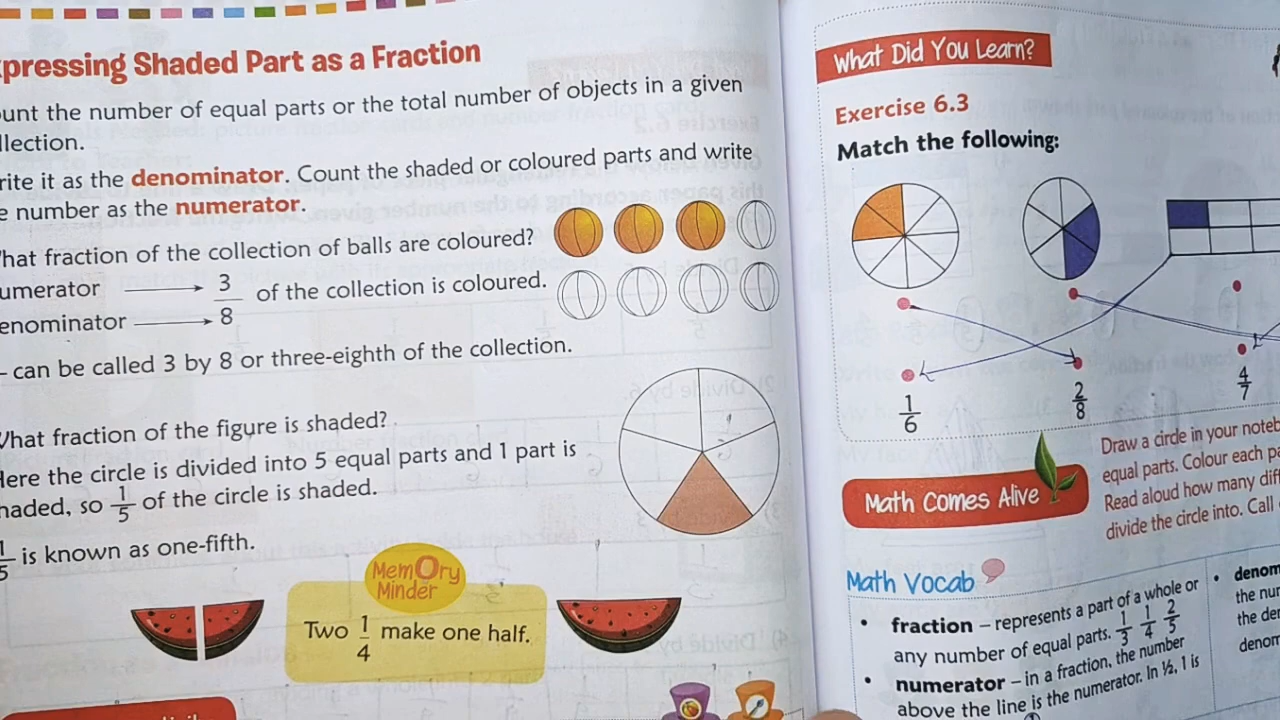 pressing Shaded Part as a Fraction
unt the number of equal parts or the total number of objects in a given
llection.
rite it as the denominator. Count the shaded or coloured parts and write
e number as the numerator.
hat fraction of the collection of balls are coloured?
umerator 3
of the collection is coloured.
enominator 8
can be called 3 by 8 or three-eighth of the collection.
What fraction of the figure is shaded?
Here the circle is divided into 5 equal parts and 1 part is
haded, so 1/5 of the circle is shaded.
1/5 is known as one-fifth.
Memory
Minder
Two 1/4 make one half.
What Did You Learn?
Exercise 6.3
Match the following:
1/6 2/8 4/7
Math Comes Alive
Draw a circle in your noteb
equal parts. Colour each pa
Read aloud how many diff
divide the circle into. Call
Math Vocab
• fraction – represents a part of a whole or
any number of equal parts. 1/3 1/4 2/5
• numerator – in a fraction, the number
above the line is the numerator. In ½, 1 is
• denom
the nur
the de
denom